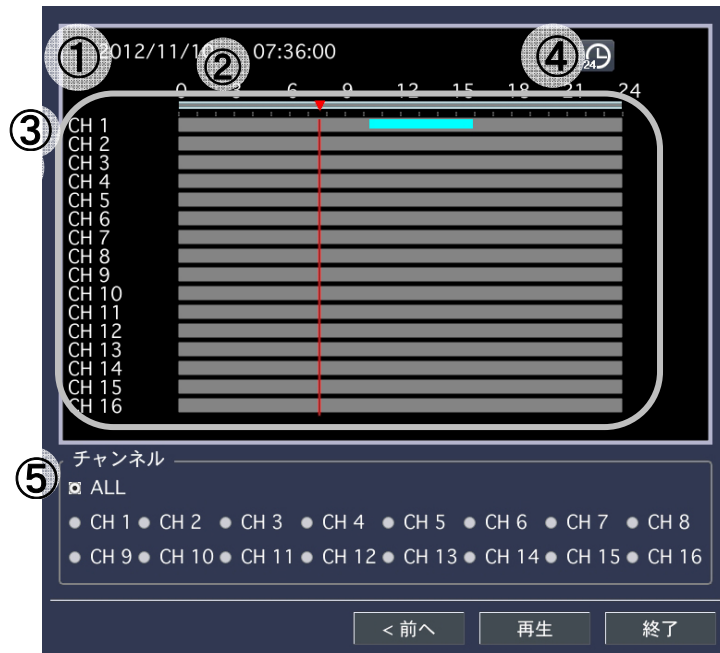 ① 2012/11/10 ② 07:36:00 ④ 24
0 3 6 9 12 15 18 21 24
③
CH 1
CH 2
CH 3
CH 4
CH 5
CH 6
CH 7
CH 8
CH 9
CH 10
CH 11
CH 12
CH 13
CH 14
CH 15
CH 16
⑤ チャンネル
ALL
CH 1 CH 2 CH 3 CH 4 CH 5 CH 6 CH 7 CH 8
CH 9 CH 10 CH 11 CH 12 CH 13 CH 14 CH 15 CH 16
< 前へ 再生 終了